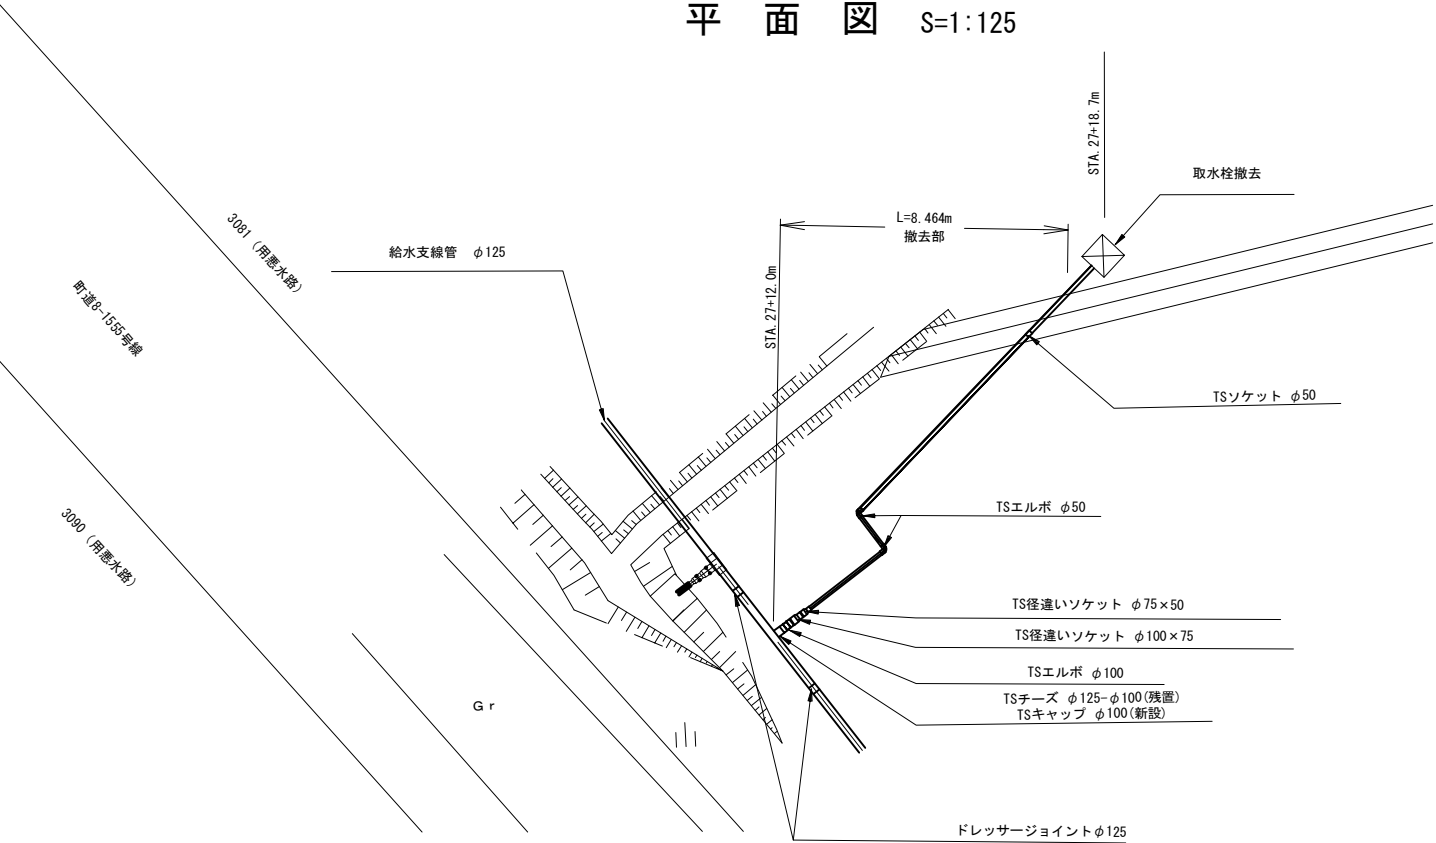 平 面 図 S=1:125
STA.27+18.7m
取水栓撤去
L=8.464m
撤去部
3081 (用悪水路)
給水支線管 φ125
STA.27+12.0m
町道8-1555号線
TSソケット φ50
TSエルボ φ50
3090 (用悪水路)
TS径違いソケット φ75×50
TS径違いソケット φ100×75
TSエルボ φ100
TSチーズ φ125-φ100(残置)
TSキャップ φ100(新設)
Gr
ドレッサージョイントφ125